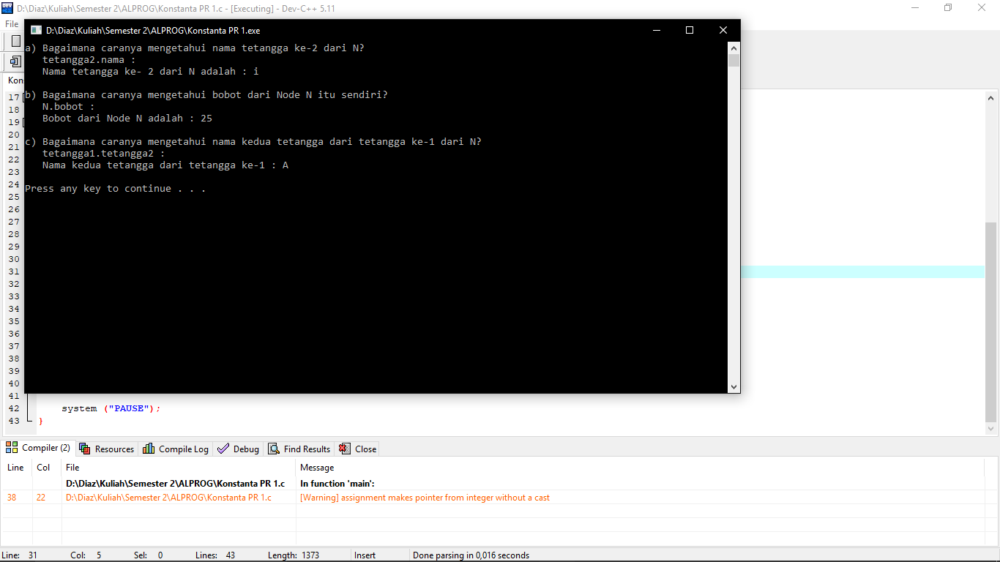 D:\Diaz\Kuliah\Semester 2\ALPROG\Konstanta PR 1.c - [Executing] - Dev-C++ 5.11
File
D:\Diaz\Kuliah\Semester 2\ALPROG\Konstanta PR 1.exe
a) Bagaimana caranya mengetahui nama tetangga ke-2 dari N?
tetangga2.nama :
Nama tetangga ke- 2 dari N adalah : i
b) Bagaimana caranya mengetahui bobot dari Node N itu sendiri?
N.bobot :
Bobot dari Node N adalah : 25
c) Bagaimana caranya mengetahui nama kedua tetangga dari tetangga ke-1 dari N?
tetangga1.tetangga2 :
Nama kedua tetangga dari tetangga ke-1 : A
Press any key to continue . . .
17
18
19
20
21
22
23
24
25
26
27
28
29
30
31
32
33
34
35
36
37
38
39
40
41
42 system ("PAUSE");
43 }
Compiler (2) Resources Compile Log Debug Find Results Close
Line Col File Message
D:\Diaz\Kuliah\Semester 2\ALPROG\Konstanta PR 1.c In function 'main':
38 22 D:\Diaz\Kuliah\Semester 2\ALPROG\Konstanta PR 1.c [Warning] assignment makes pointer from integer without a cast
Line: 31 Col: 5 Sel: 0 Lines: 43 Length: 1373 Insert Done parsing in 0,016 seconds